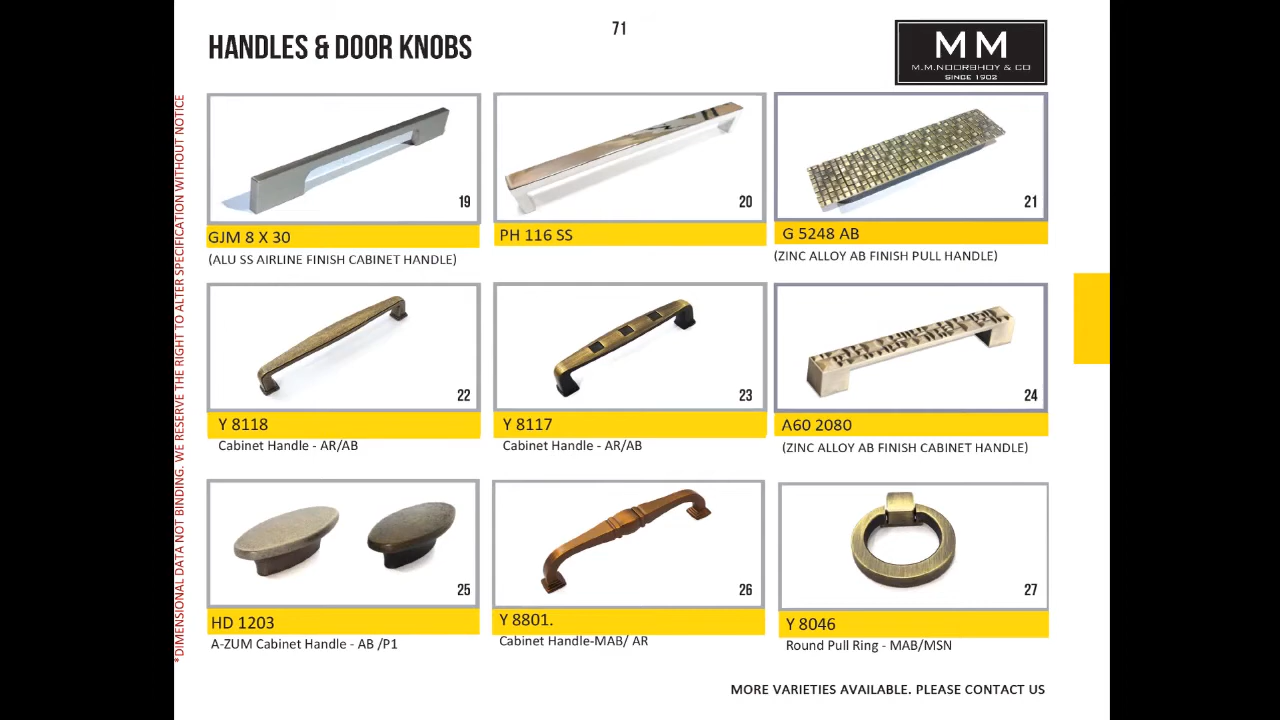 71
HANDLES & DOOR KNOBS
MM
M.M.NOORBHOY & CO
SINCE 1902
*DIMENSIONAL DATA NOT BINDING. WE RESERVE THE RIGHT TO ALTER SPECIFICATION WITHOUT NOTICE
19
20
21
GJM 8 X 30
PH 116 SS
G 5248 AB
(ALU SS AIRLINE FINISH CABINET HANDLE)
(ZINC ALLOY AB FINISH PULL HANDLE)
22
23
24
Y 8118
Y 8117
A60 2080
Cabinet Handle - AR/AB
Cabinet Handle - AR/AB
(ZINC ALLOY AB FINISH CABINET HANDLE)
25
26
27
HD 1203
Y 8801.
Y 8046
A-ZUM Cabinet Handle - AB /P1
Cabinet Handle-MAB/ AR
Round Pull Ring - MAB/MSN
MORE VARIETIES AVAILABLE. PLEASE CONTACT US